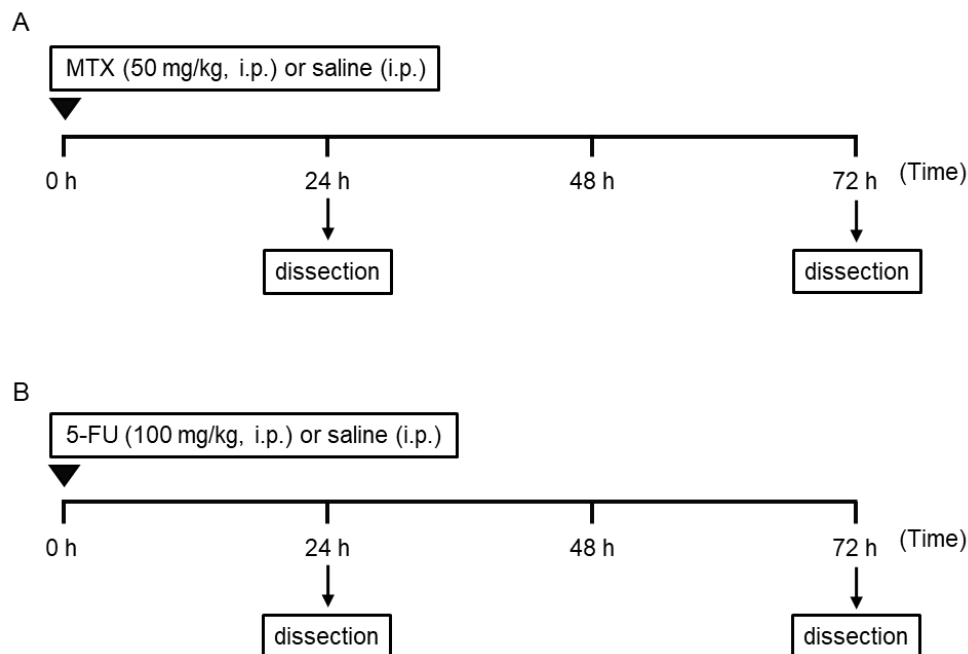 A
MTX (50 mg/kg, i.p.) or saline (i.p.)
0 h 24 h 48 h 72 h (Time)
dissection dissection
B
5-FU (100 mg/kg, i.p.) or saline (i.p.)
0 h 24 h 48 h 72 h (Time)
dissection dissection